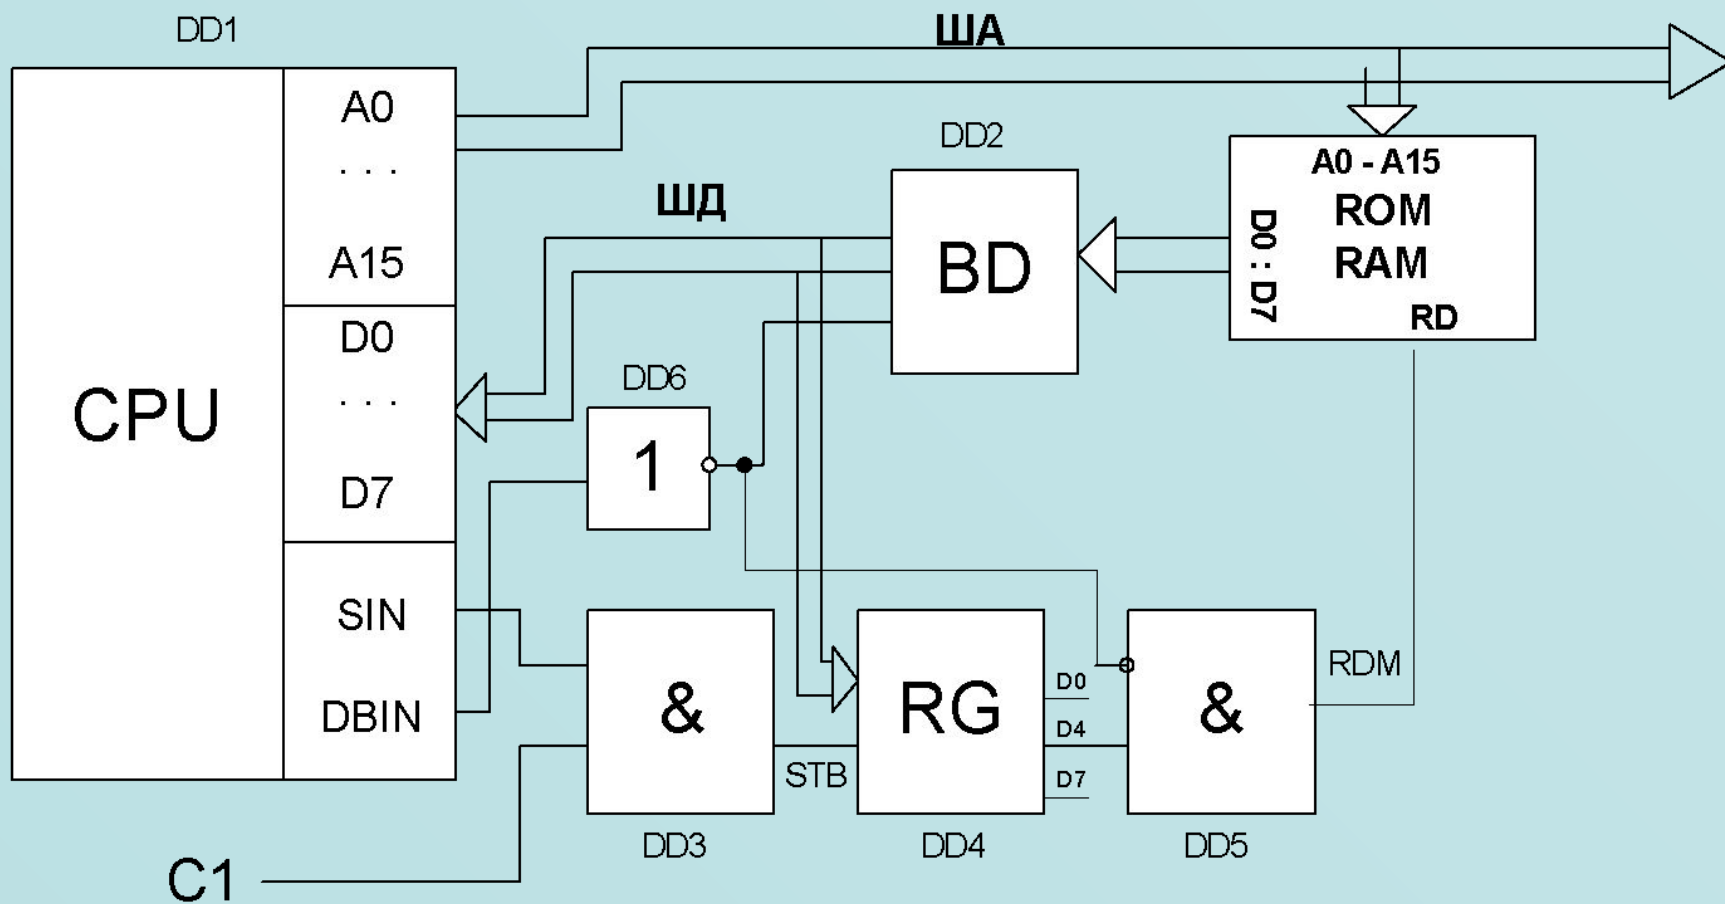 DD1
ША
A0
. . .
A15
DD2
A0 - A15
ROM
RAM
RD
D0 : D7
ШД
BD
D0
. . .
D7
CPU
DD6
1
SIN
DBIN
&
STB
RG
D0
D4
D7
&
RDM
DD3
DD4
DD5
C1